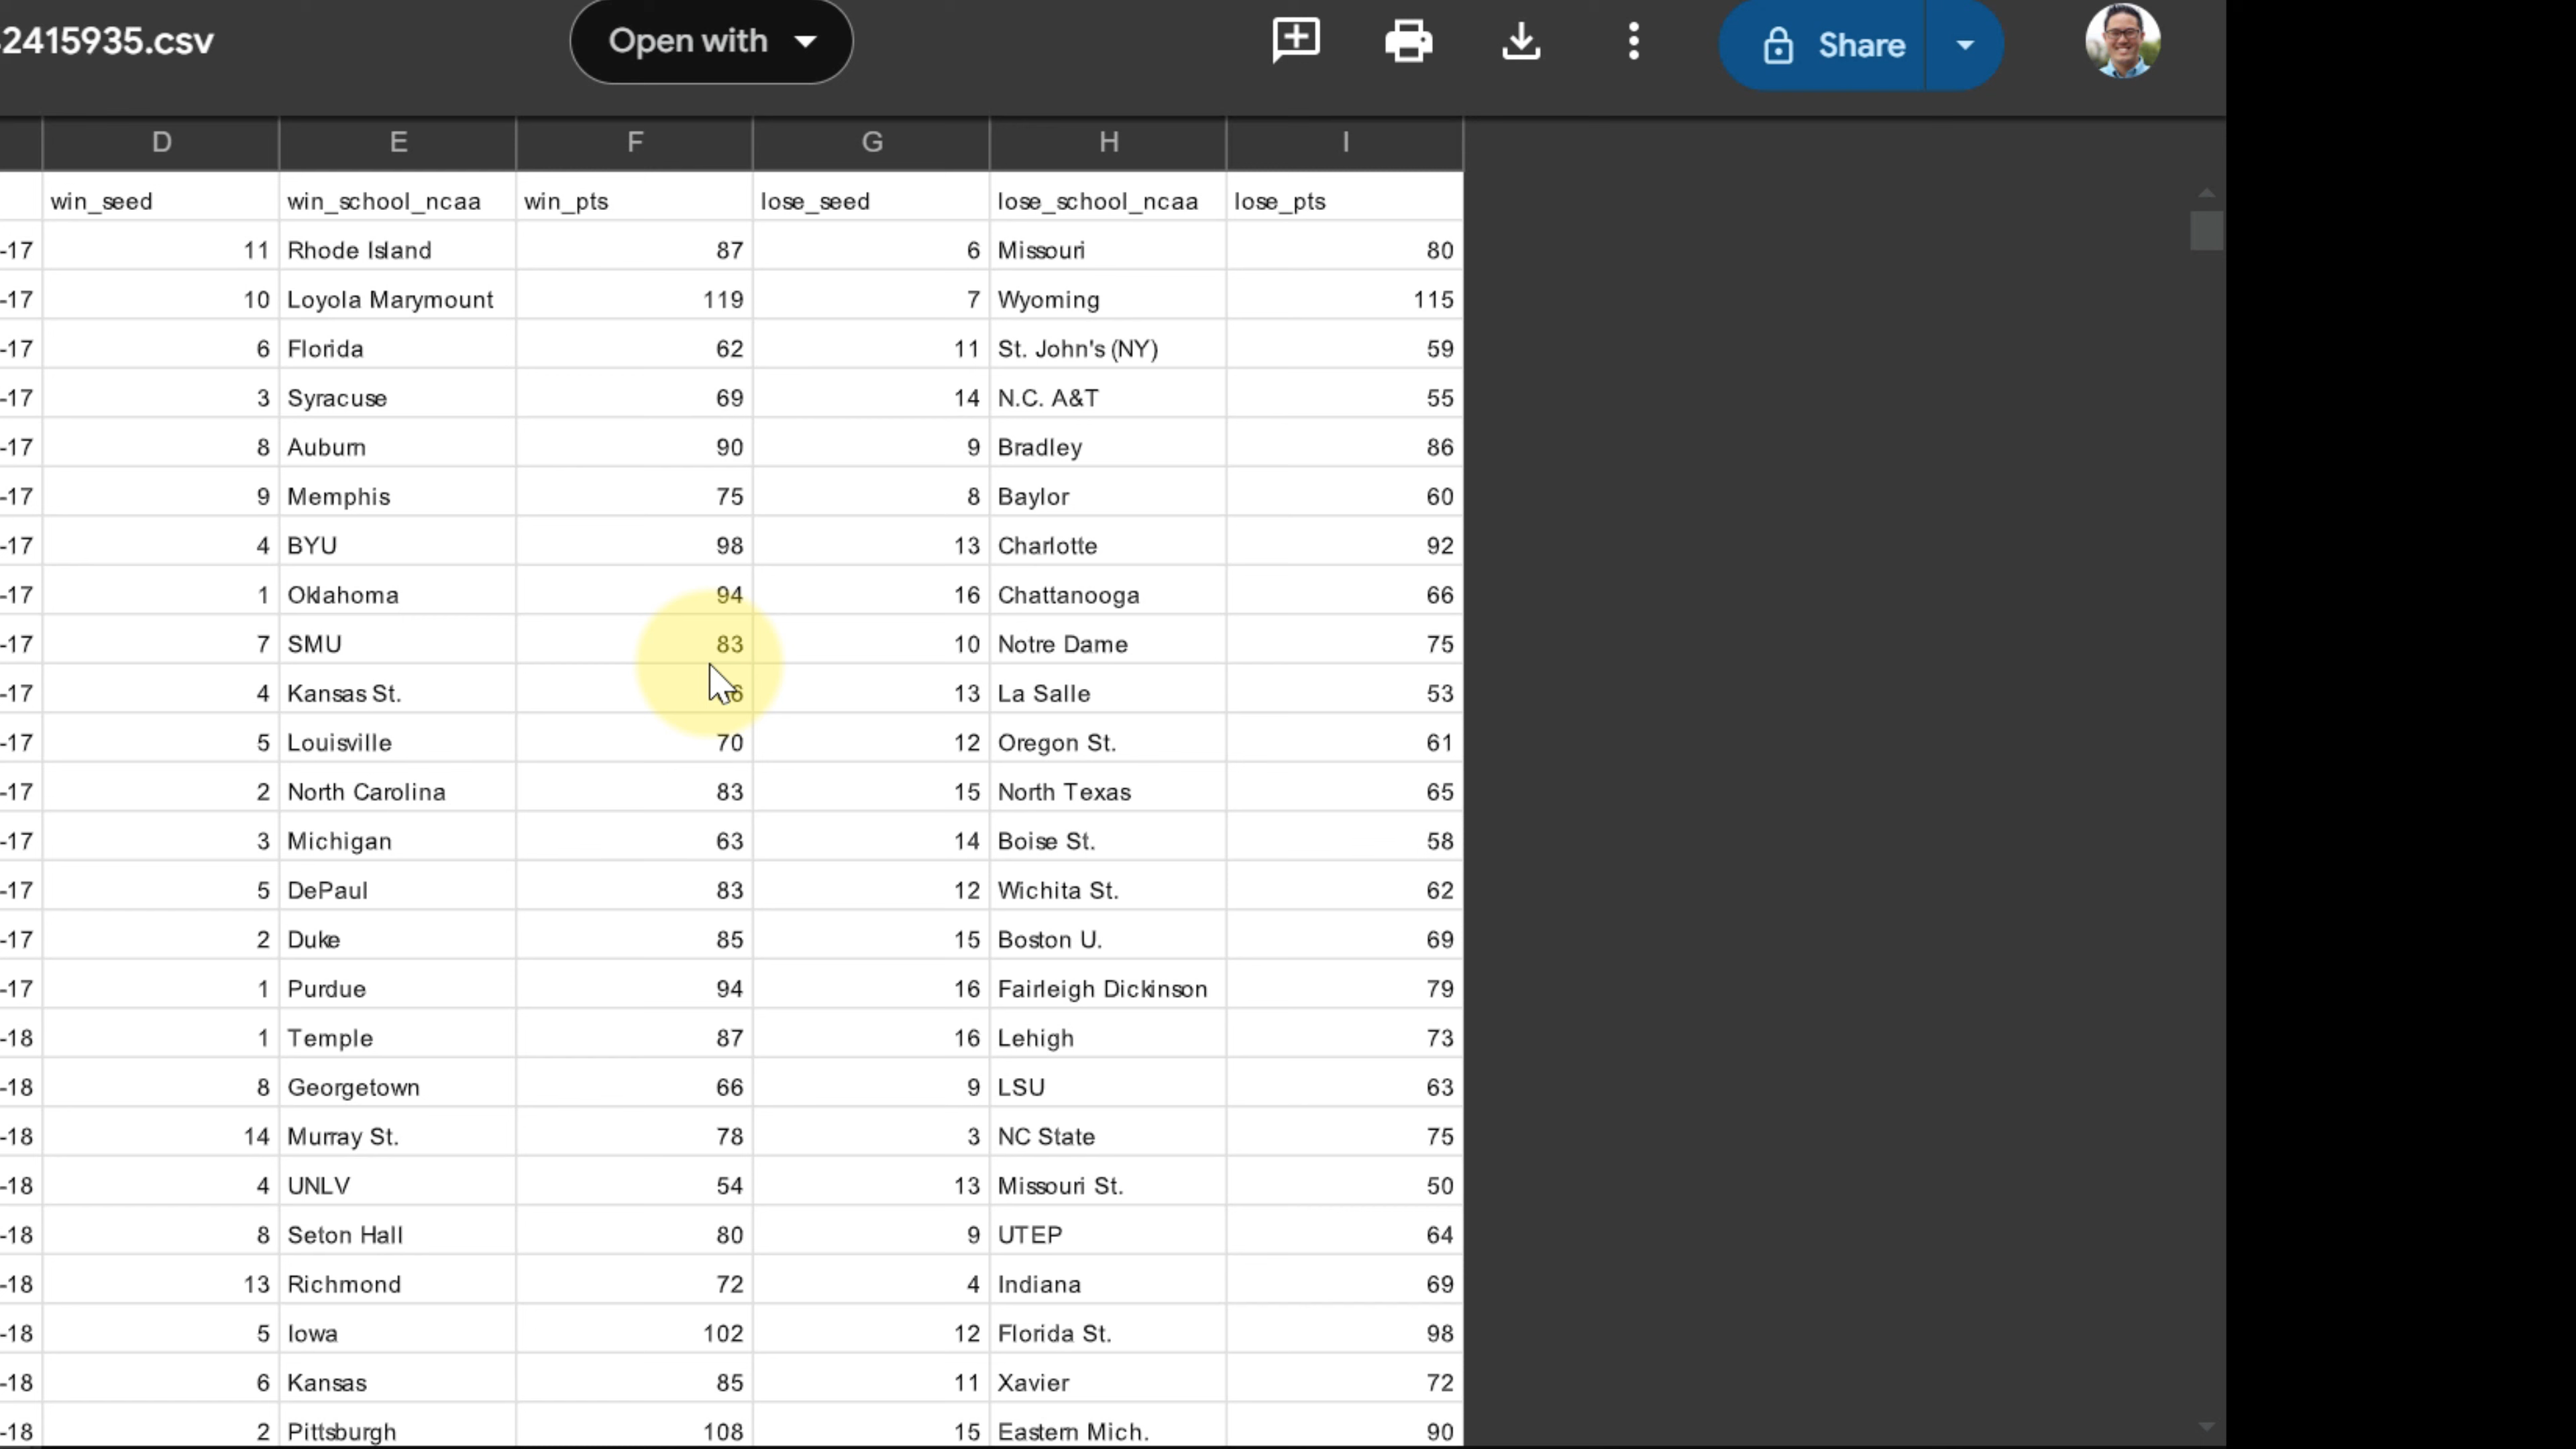 2415935.csv Open with Share
D E F G H I
win_seed win_school_ncaa win_pts lose_seed lose_school_ncaa lose_pts
-17 11 Rhode Island 87 6 Missouri 80
-17 10 Loyola Marymount 119 7 Wyoming 115
-17 6 Florida 62 11 St. John's (NY) 59
-17 3 Syracuse 69 14 N.C. A&T 55
-17 8 Auburn 90 9 Bradley 86
-17 9 Memphis 75 8 Baylor 60
-17 4 BYU 98 13 Charlotte 92
-17 1 Oklahoma 94 16 Chattanooga 66
-17 7 SMU 83 10 Notre Dame 75
-17 4 Kansas St. 13 La Salle 53
-17 5 Louisville 70 12 Oregon St. 61
-17 2 North Carolina 83 15 North Texas 65
-17 3 Michigan 63 14 Boise St. 58
-17 5 DePaul 83 12 Wichita St. 62
-17 2 Duke 85 15 Boston U. 69
-17 1 Purdue 94 16 Fairleigh Dickinson 79
-18 1 Temple 87 16 Lehigh 73
-18 8 Georgetown 66 9 LSU 63
-18 14 Murray St. 78 3 NC State 75
-18 4 UNLV 54 13 Missouri St. 50
-18 8 Seton Hall 80 9 UTEP 64
-18 13 Richmond 72 4 Indiana 69
-18 5 Iowa 102 12 Florida St. 98
-18 6 Kansas 85 11 Xavier 72
-18 2 Pittsburgh 108 15 Eastern Mich. 90